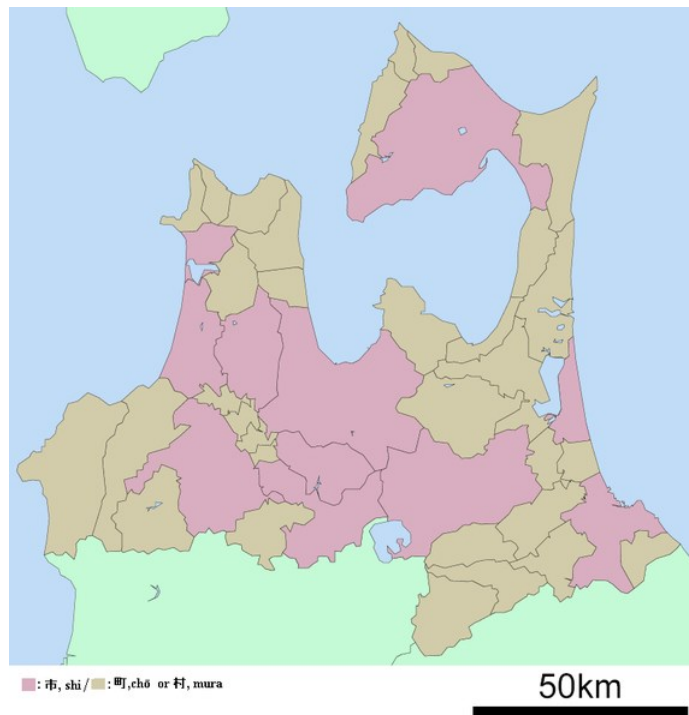 : 市, shi / : 町,chō or 村, mura
50km